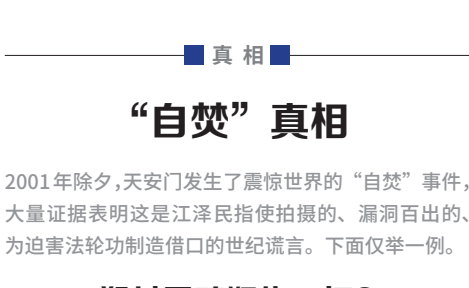 真相
“自焚”真相
2001年除夕,天安门发生了震惊世界的“自焚”事件,
大量证据表明这是江泽民指使拍摄的、漏洞百出的、
为迫害法轮功制造借口的世纪谎言。下面仅举一例。